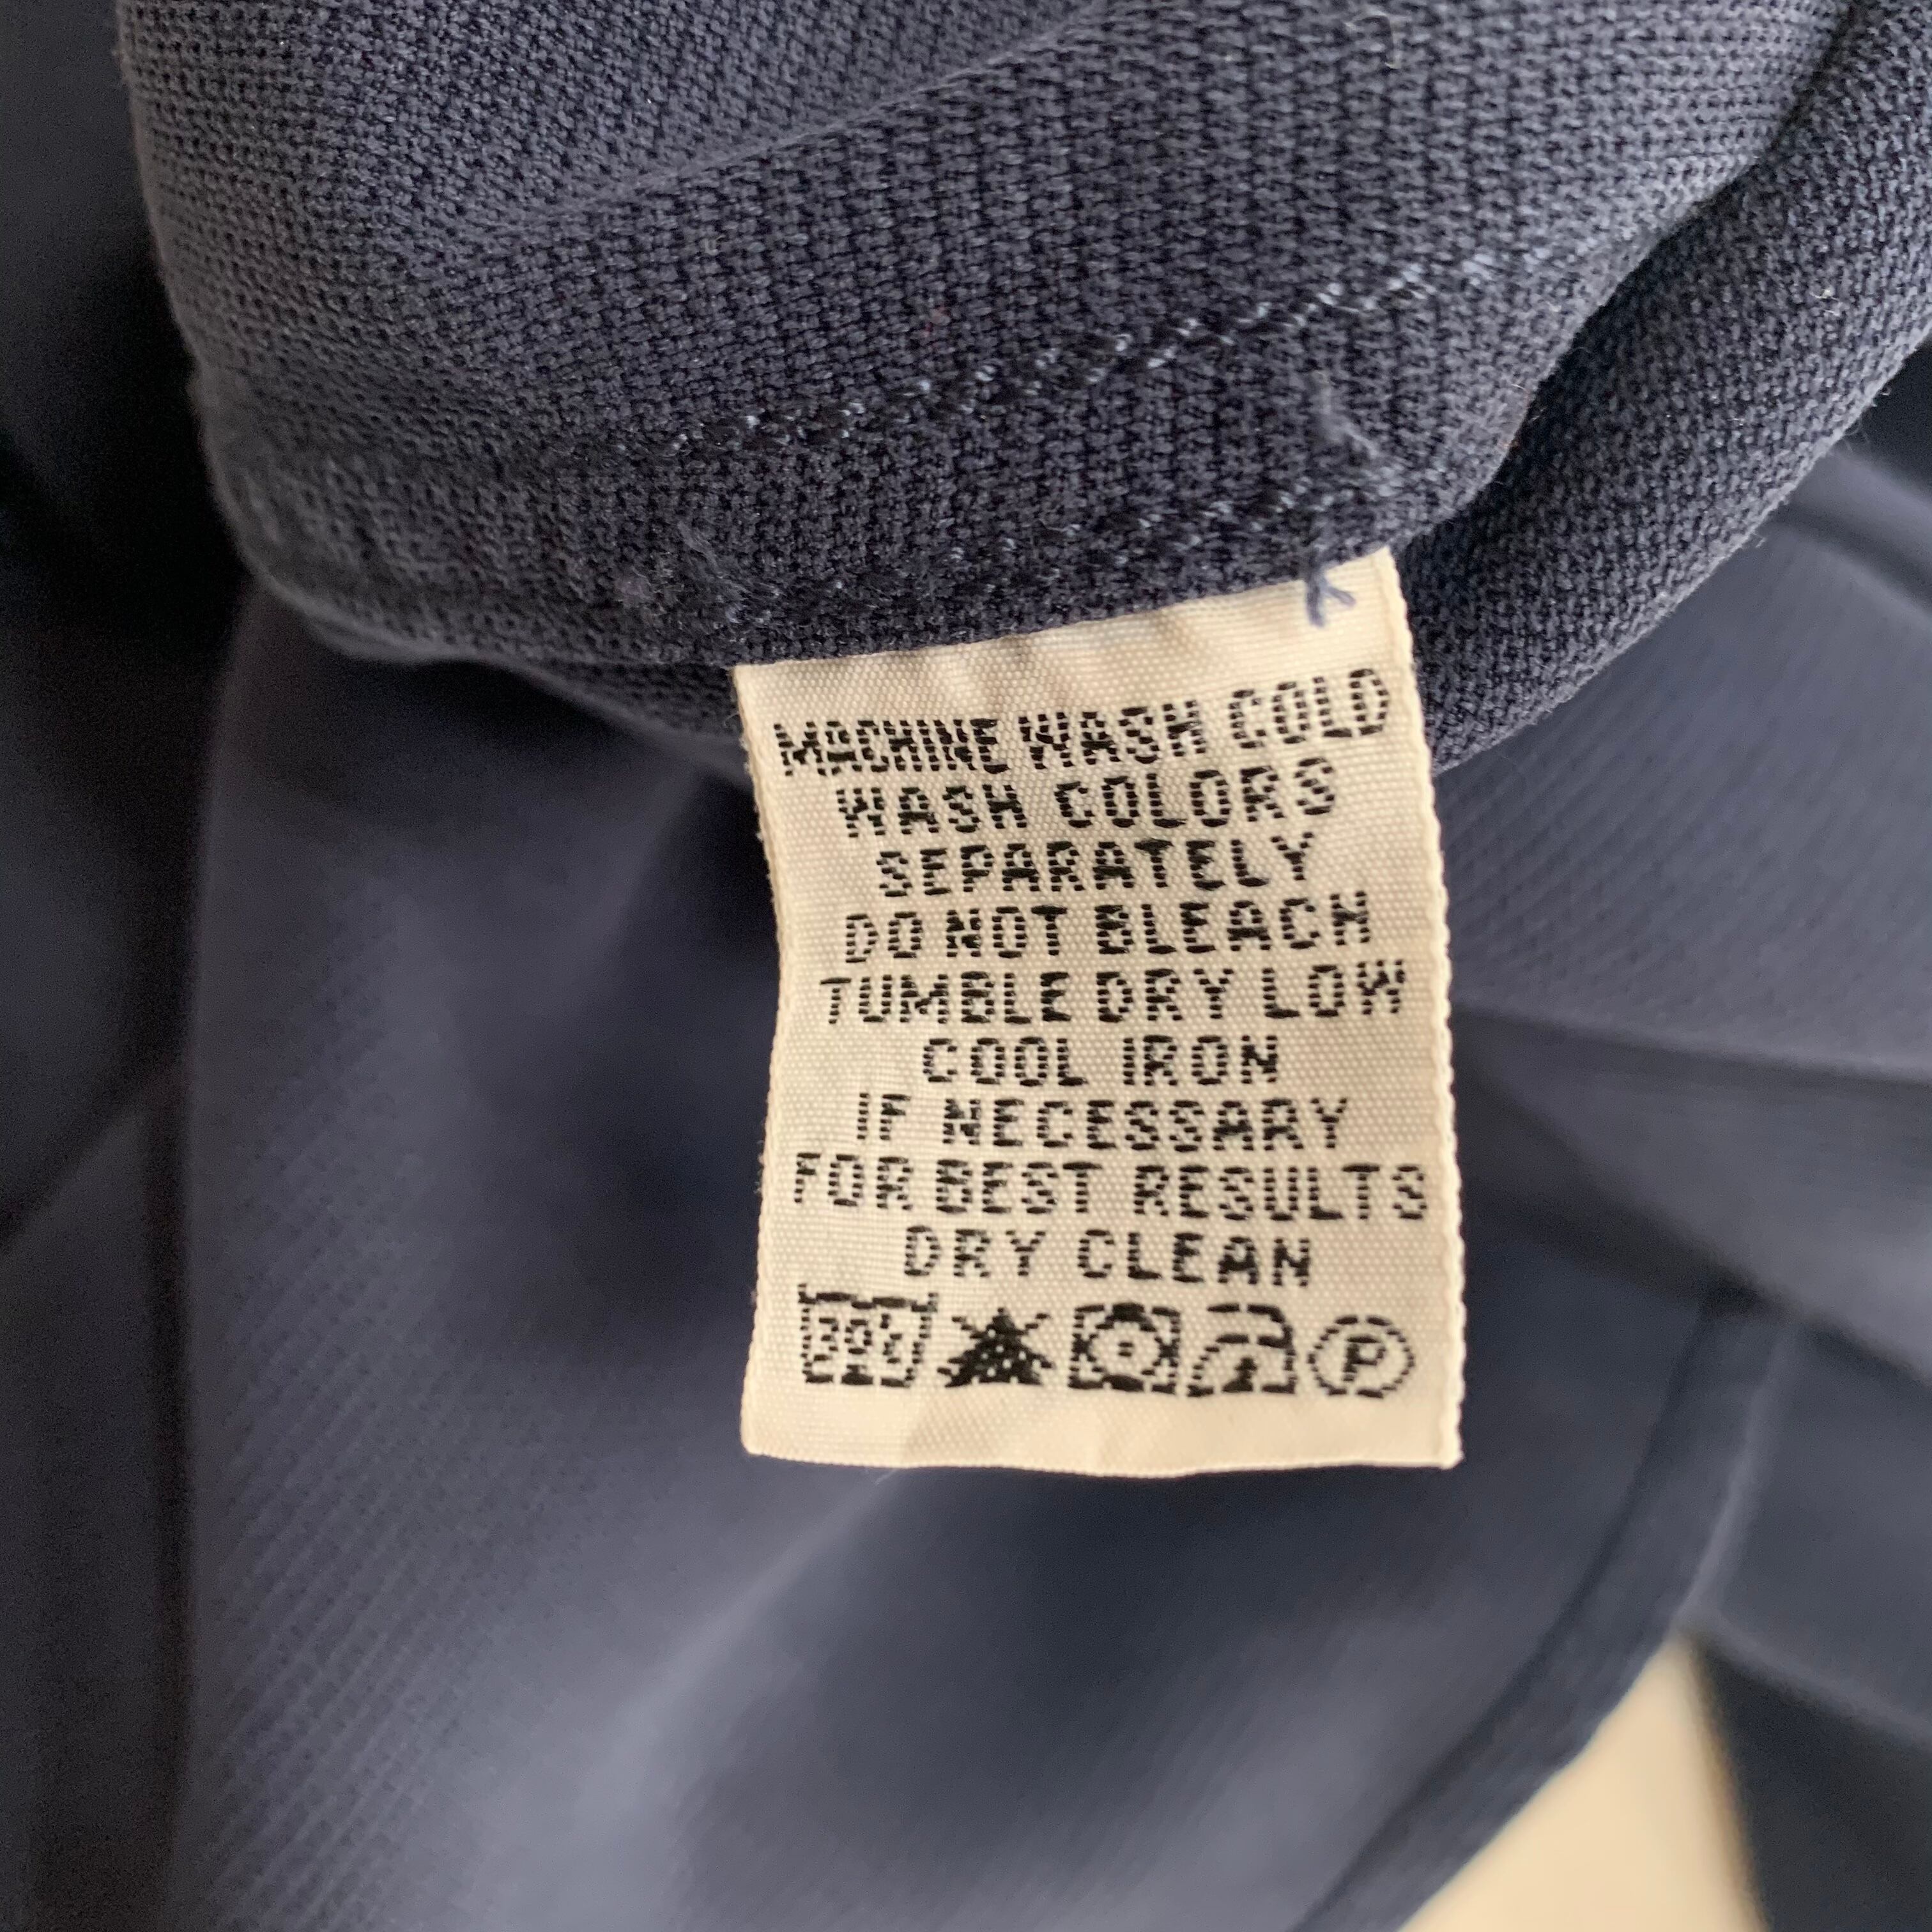 MACHINE WASH COLD
WASH COLORS
SEPARATELY
DO NOT BLEACH
TUMBLE DRY LOW
COOL IRON
IF NECESSARY
FOR BEST RESULTS
DRY CLEAN
P